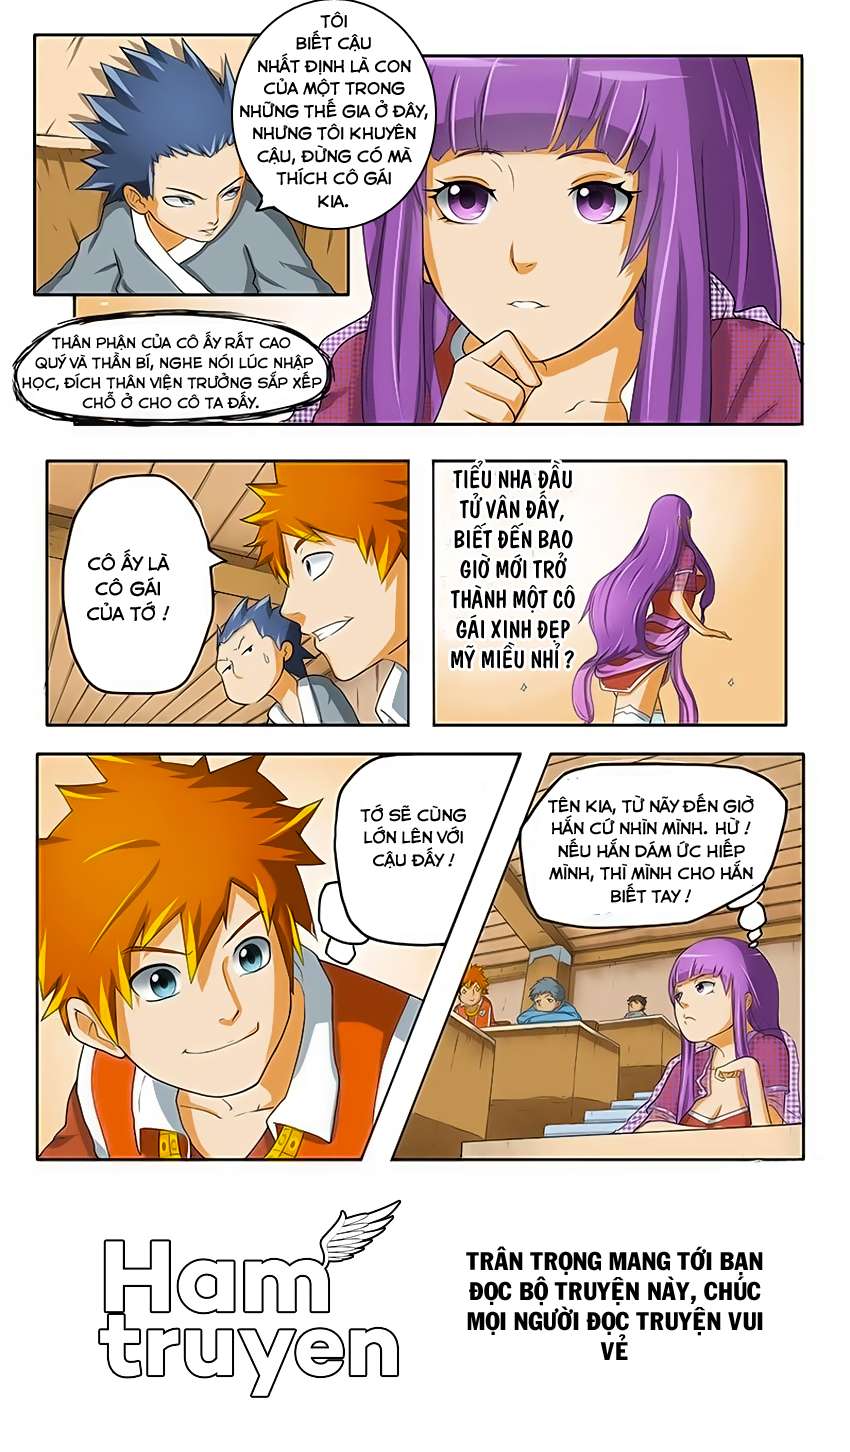 TÔI
BIẾT CẬU
NHẤT ĐỊNH LÀ CON
CỦA MỘT TRONG
NHỮNG THẾ GIA Ở ĐÂY,
NHƯNG TÔI KHUYÊN
CẬU, ĐỪNG CÓ MÀ
THÍCH CÔ GÁI
KIA.
THÂN PHẬN CỦA CÔ ẤY RẤT CAO
QUÝ VÀ THẦN BÍ, NGHE NÓI LÚC NHẬP
HỌC, ĐÍCH THÂN VIỆN TRƯỞNG SẮP XẾP
CHỖ Ở CHO CÔ TA ĐẤY.
CÔ ẤY LÀ
CÔ GÁI
CỦA TỚ !
TIỂU NHA ĐẦU
TỬ VÂN ĐẤY,
BIẾT ĐẾN BAO
GIỜ MỚI TRỞ
THÀNH MỘT CÔ
GÁI XINH ĐẸP
MỸ MIỀU NHỈ ?
TỚ SẼ CÙNG
LỚN LÊN VỚI
CẬU ĐẤY !
TÊN KIA, TỪ NÃY ĐẾN GIỜ
HẮN CỨ NHÌN MÌNH. HỪ !
NẾU HẮN DÁM ỨC HIẾP
MÌNH, THÌ MÌNH CHO HẮN
BIẾT TAY !
Ham
truyen
TRÂN TRỌNG MANG TỚI BẠN
ĐỌC BỘ TRUYỆN NÀY, CHÚC
MỌI NGƯỜI ĐỌC TRUYỆN VUI
VẺ